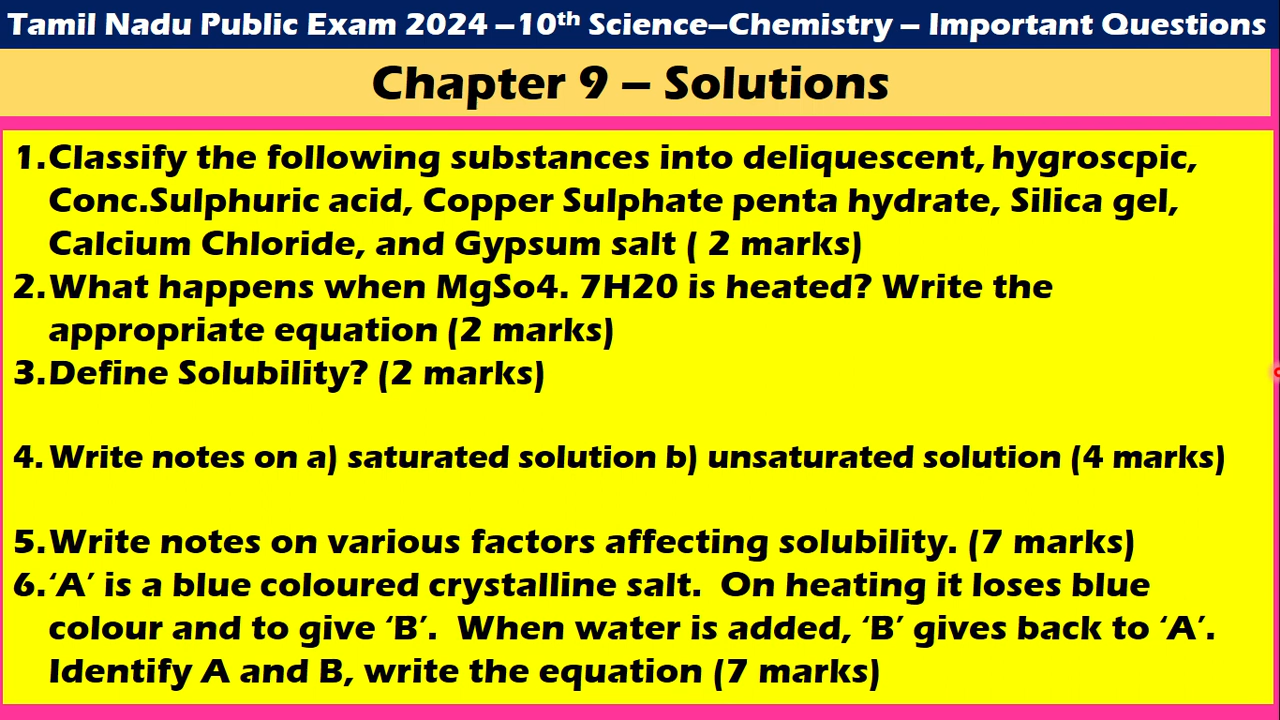 Tamil Nadu Public Exam 2024 –10th Science–Chemistry – Important Questions
Chapter 9 – Solutions
1.Classify the following substances into deliquescent, hygroscpic,
Conc.Sulphuric acid, Copper Sulphate penta hydrate, Silica gel,
Calcium Chloride, and Gypsum salt ( 2 marks)
2.What happens when MgSo4. 7H20 is heated? Write the
appropriate equation (2 marks)
3.Define Solubility? (2 marks)
4.Write notes on a) saturated solution b) unsaturated solution (4 marks)
5.Write notes on various factors affecting solubility. (7 marks)
6.‘A’ is a blue coloured crystalline salt.  On heating it loses blue
colour and to give ‘B’.  When water is added, ‘B’ gives back to ‘A’.
Identify A and B, write the equation (7 marks)